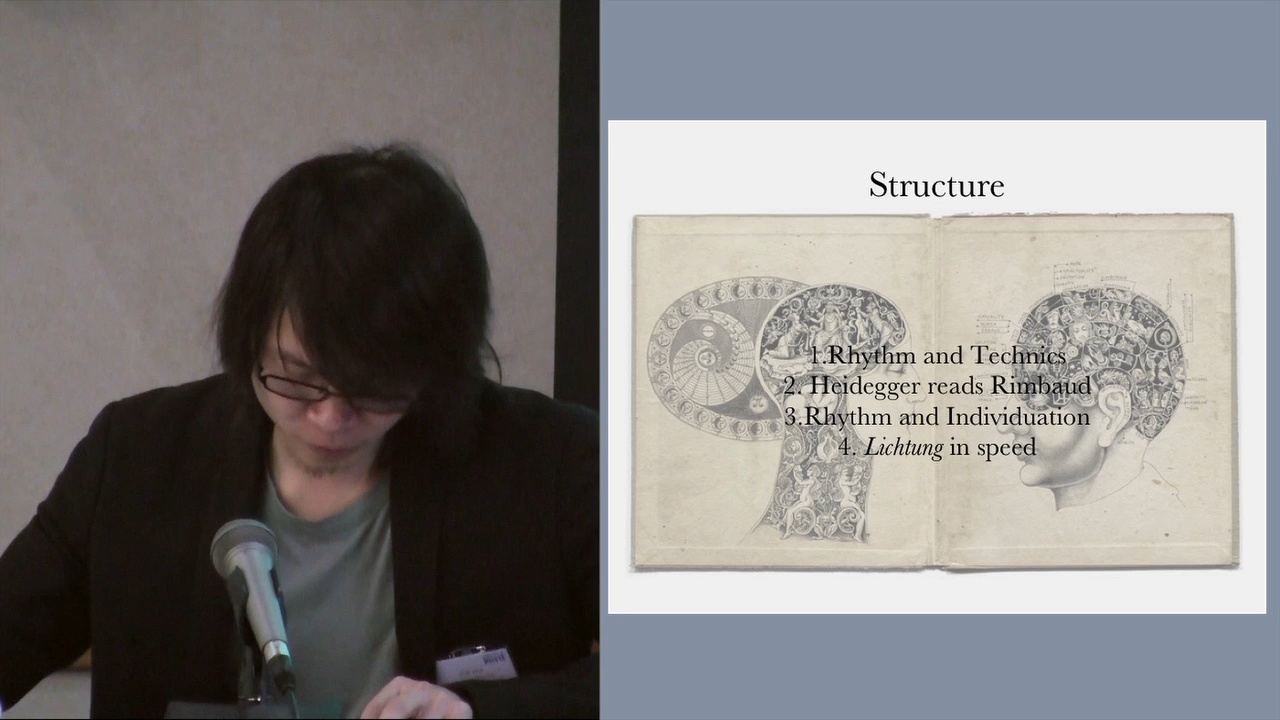 Structure
1.Rhythm and Technics
2. Heidegger reads Rimbaud
3.Rhythm and Individuation
4. Lichtung in speed